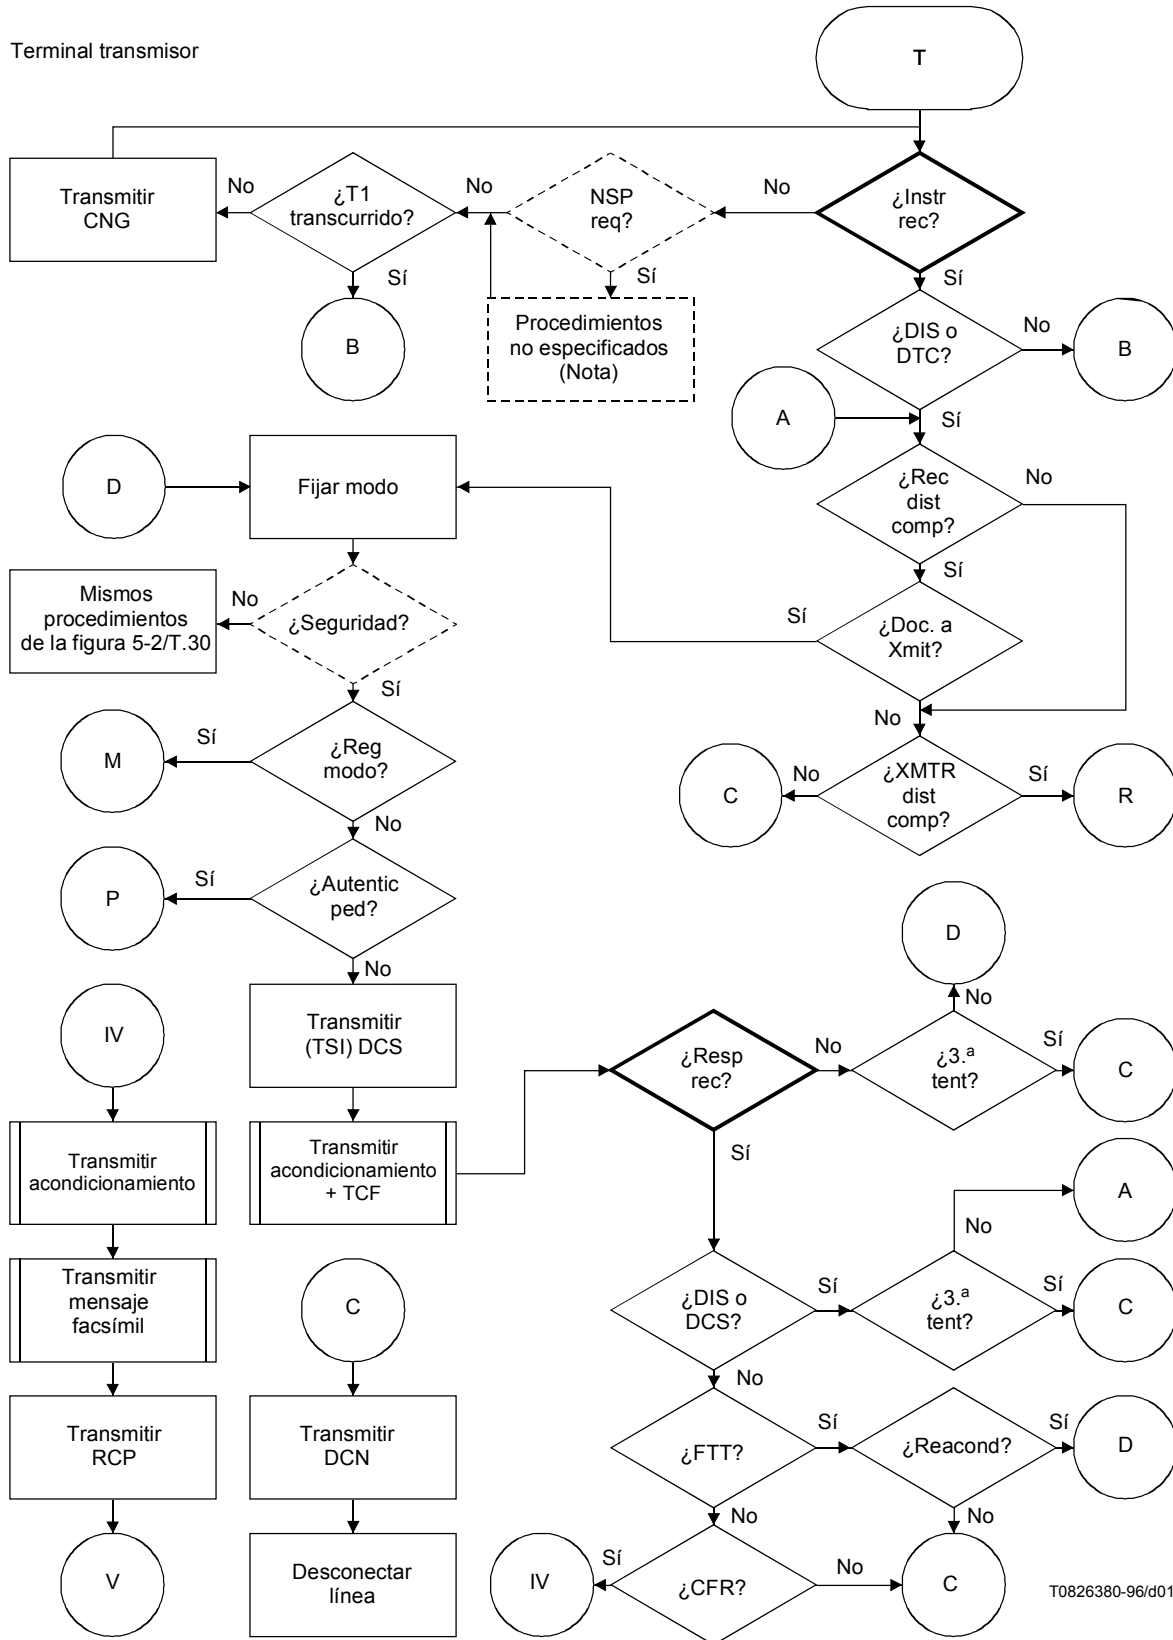 Terminal transmisor
T
Transmitir
CNG
No
¿T1
transcurrido?
No
NSP
req?
No
¿Instr
rec?
Sí
Sí
Sí
B
Procedimientos
no especificados
(Nota)
¿DIS o
DTC?
No
B
A
Sí
D
Fijar modo
¿Rec
dist
comp?
No
Sí
Mismos
procedimientos
de la figura 5-2/T.30
No
¿Seguridad?
Sí
¿Doc. a
Xmit?
Sí
No
M
Sí
¿Reg
modo?
C
No
¿XMTR
dist
comp?
Sí
R
No
P
Sí
¿Autentic
ped?
D
No
No
IV
Transmitir
(TSI) DCS
¿Resp
rec?
No
¿3.ª
tent?
Sí
C
Sí
Transmitir
acondicionamiento
Transmitir
acondicionamiento
+ TCF
A
No
Transmitir
mensaje
facsímil
C
¿DIS o
DCS?
Sí
¿3.ª
tent?
Sí
C
No
Transmitir
RCP
Transmitir
DCN
¿FTT?
Sí
¿Reacond?
Sí
D
No
No
V
Desconectar
línea
IV
Sí
¿CFR?
No
C
T0826380-96/d01